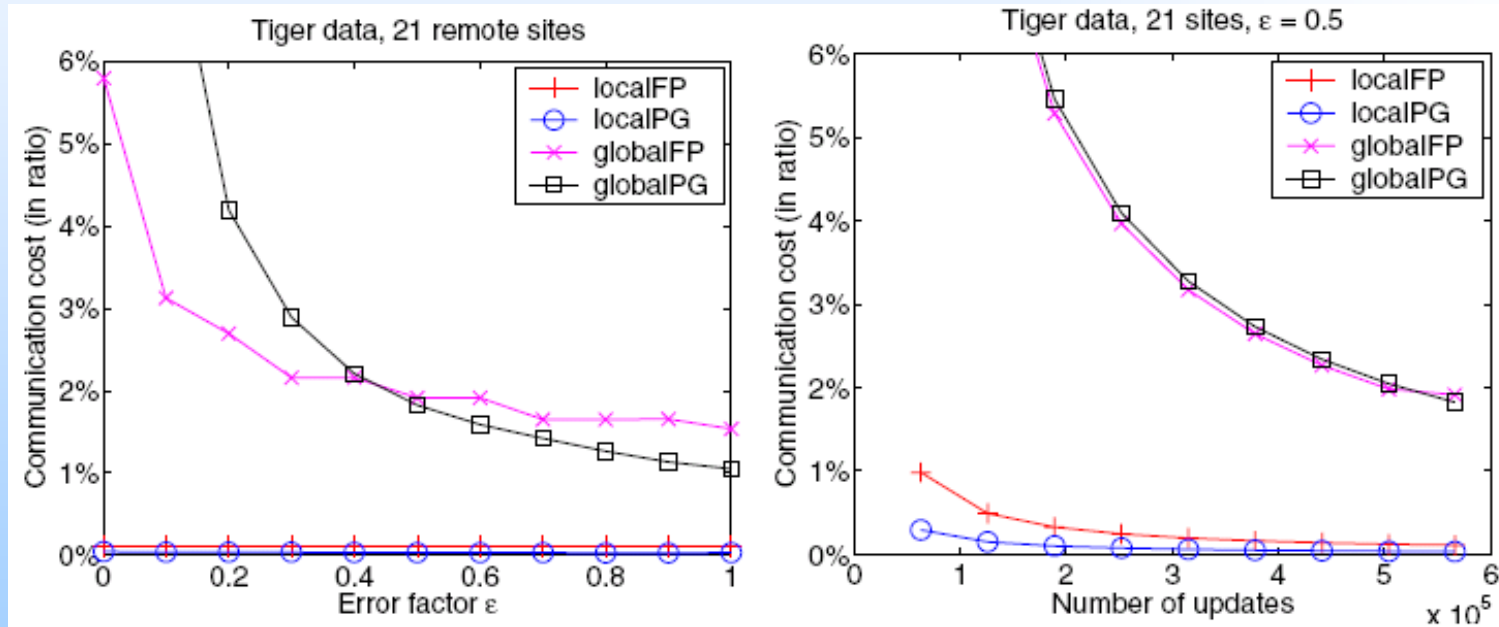 Tiger data, 21 remote sites
Communication cost (in ratio)
6%
5%
4%
3%
2%
1%
0%
localFP
localPG
globalFP
globalPG
0 0.2 0.4 0.6 0.8 1
Error factor ε
Tiger data, 21 sites, ε = 0.5
Communication cost (in ratio)
6%
5%
4%
3%
2%
1%
0%
localFP
localPG
globalFP
globalPG
0 1 2 3 4 5 6
Number of updates
x 10^5